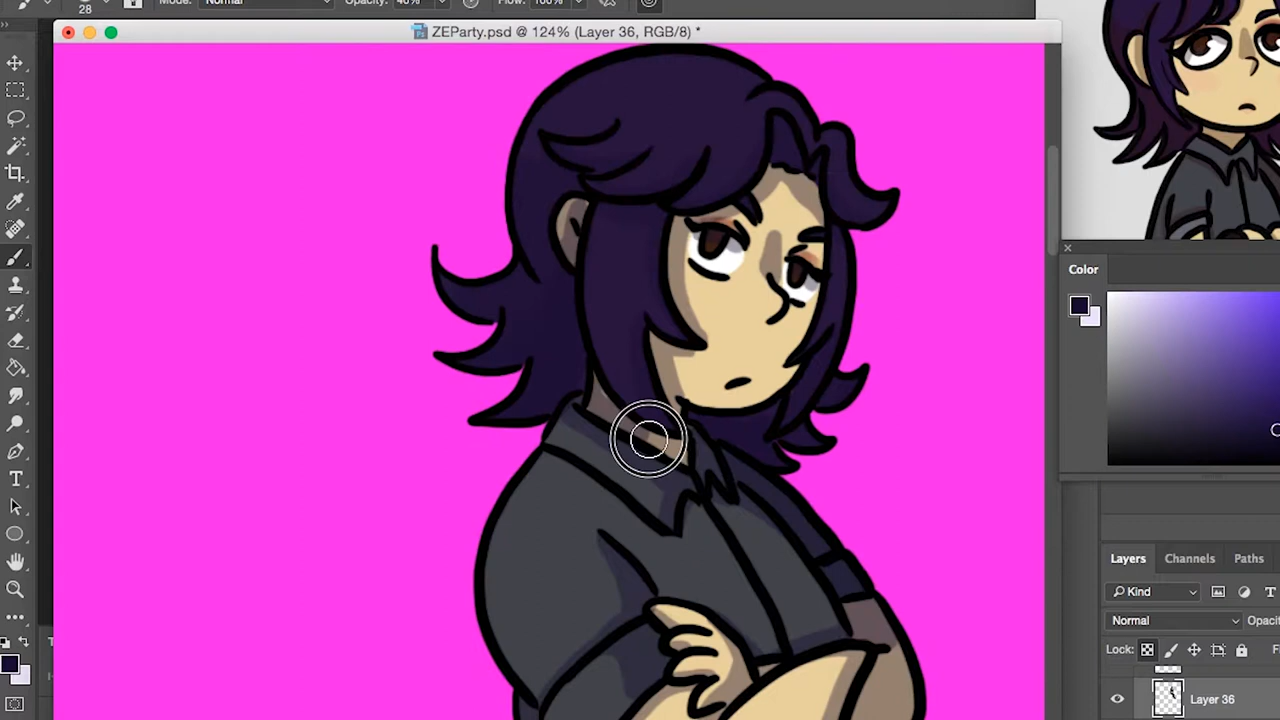 28
Mode: Normal
Opacity: 40%
Flow: 100%
ZEParty.psd @ 124% (Layer 36, RGB/8) *
Color
Layers Channels Paths
Kind
Normal
Opaci
Lock:
Layer 36